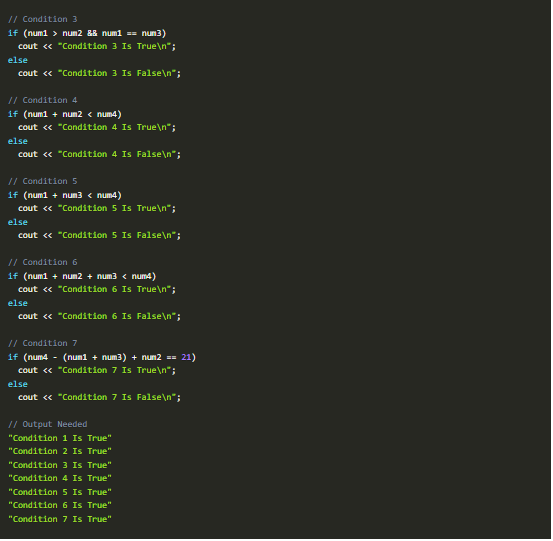 // Condition 3
if (num1 > num2 && num1 == num3)
  cout << "Condition 3 Is True\n";
else
  cout << "Condition 3 Is False\n";

// Condition 4
if (num1 + num2 < num4)
  cout << "Condition 4 Is True\n";
else
  cout << "Condition 4 Is False\n";

// Condition 5
if (num1 + num3 < num4)
  cout << "Condition 5 Is True\n";
else
  cout << "Condition 5 Is False\n";

// Condition 6
if (num1 + num2 + num3 < num4)
  cout << "Condition 6 Is True\n";
else
  cout << "Condition 6 Is False\n";

// Condition 7
if (num4 - (num1 + num3) + num2 == 21)
  cout << "Condition 7 Is True\n";
else
  cout << "Condition 7 Is False\n";

// Output Needed
"Condition 1 Is True"
"Condition 2 Is True"
"Condition 3 Is True"
"Condition 4 Is True"
"Condition 5 Is True"
"Condition 6 Is True"
"Condition 7 Is True"